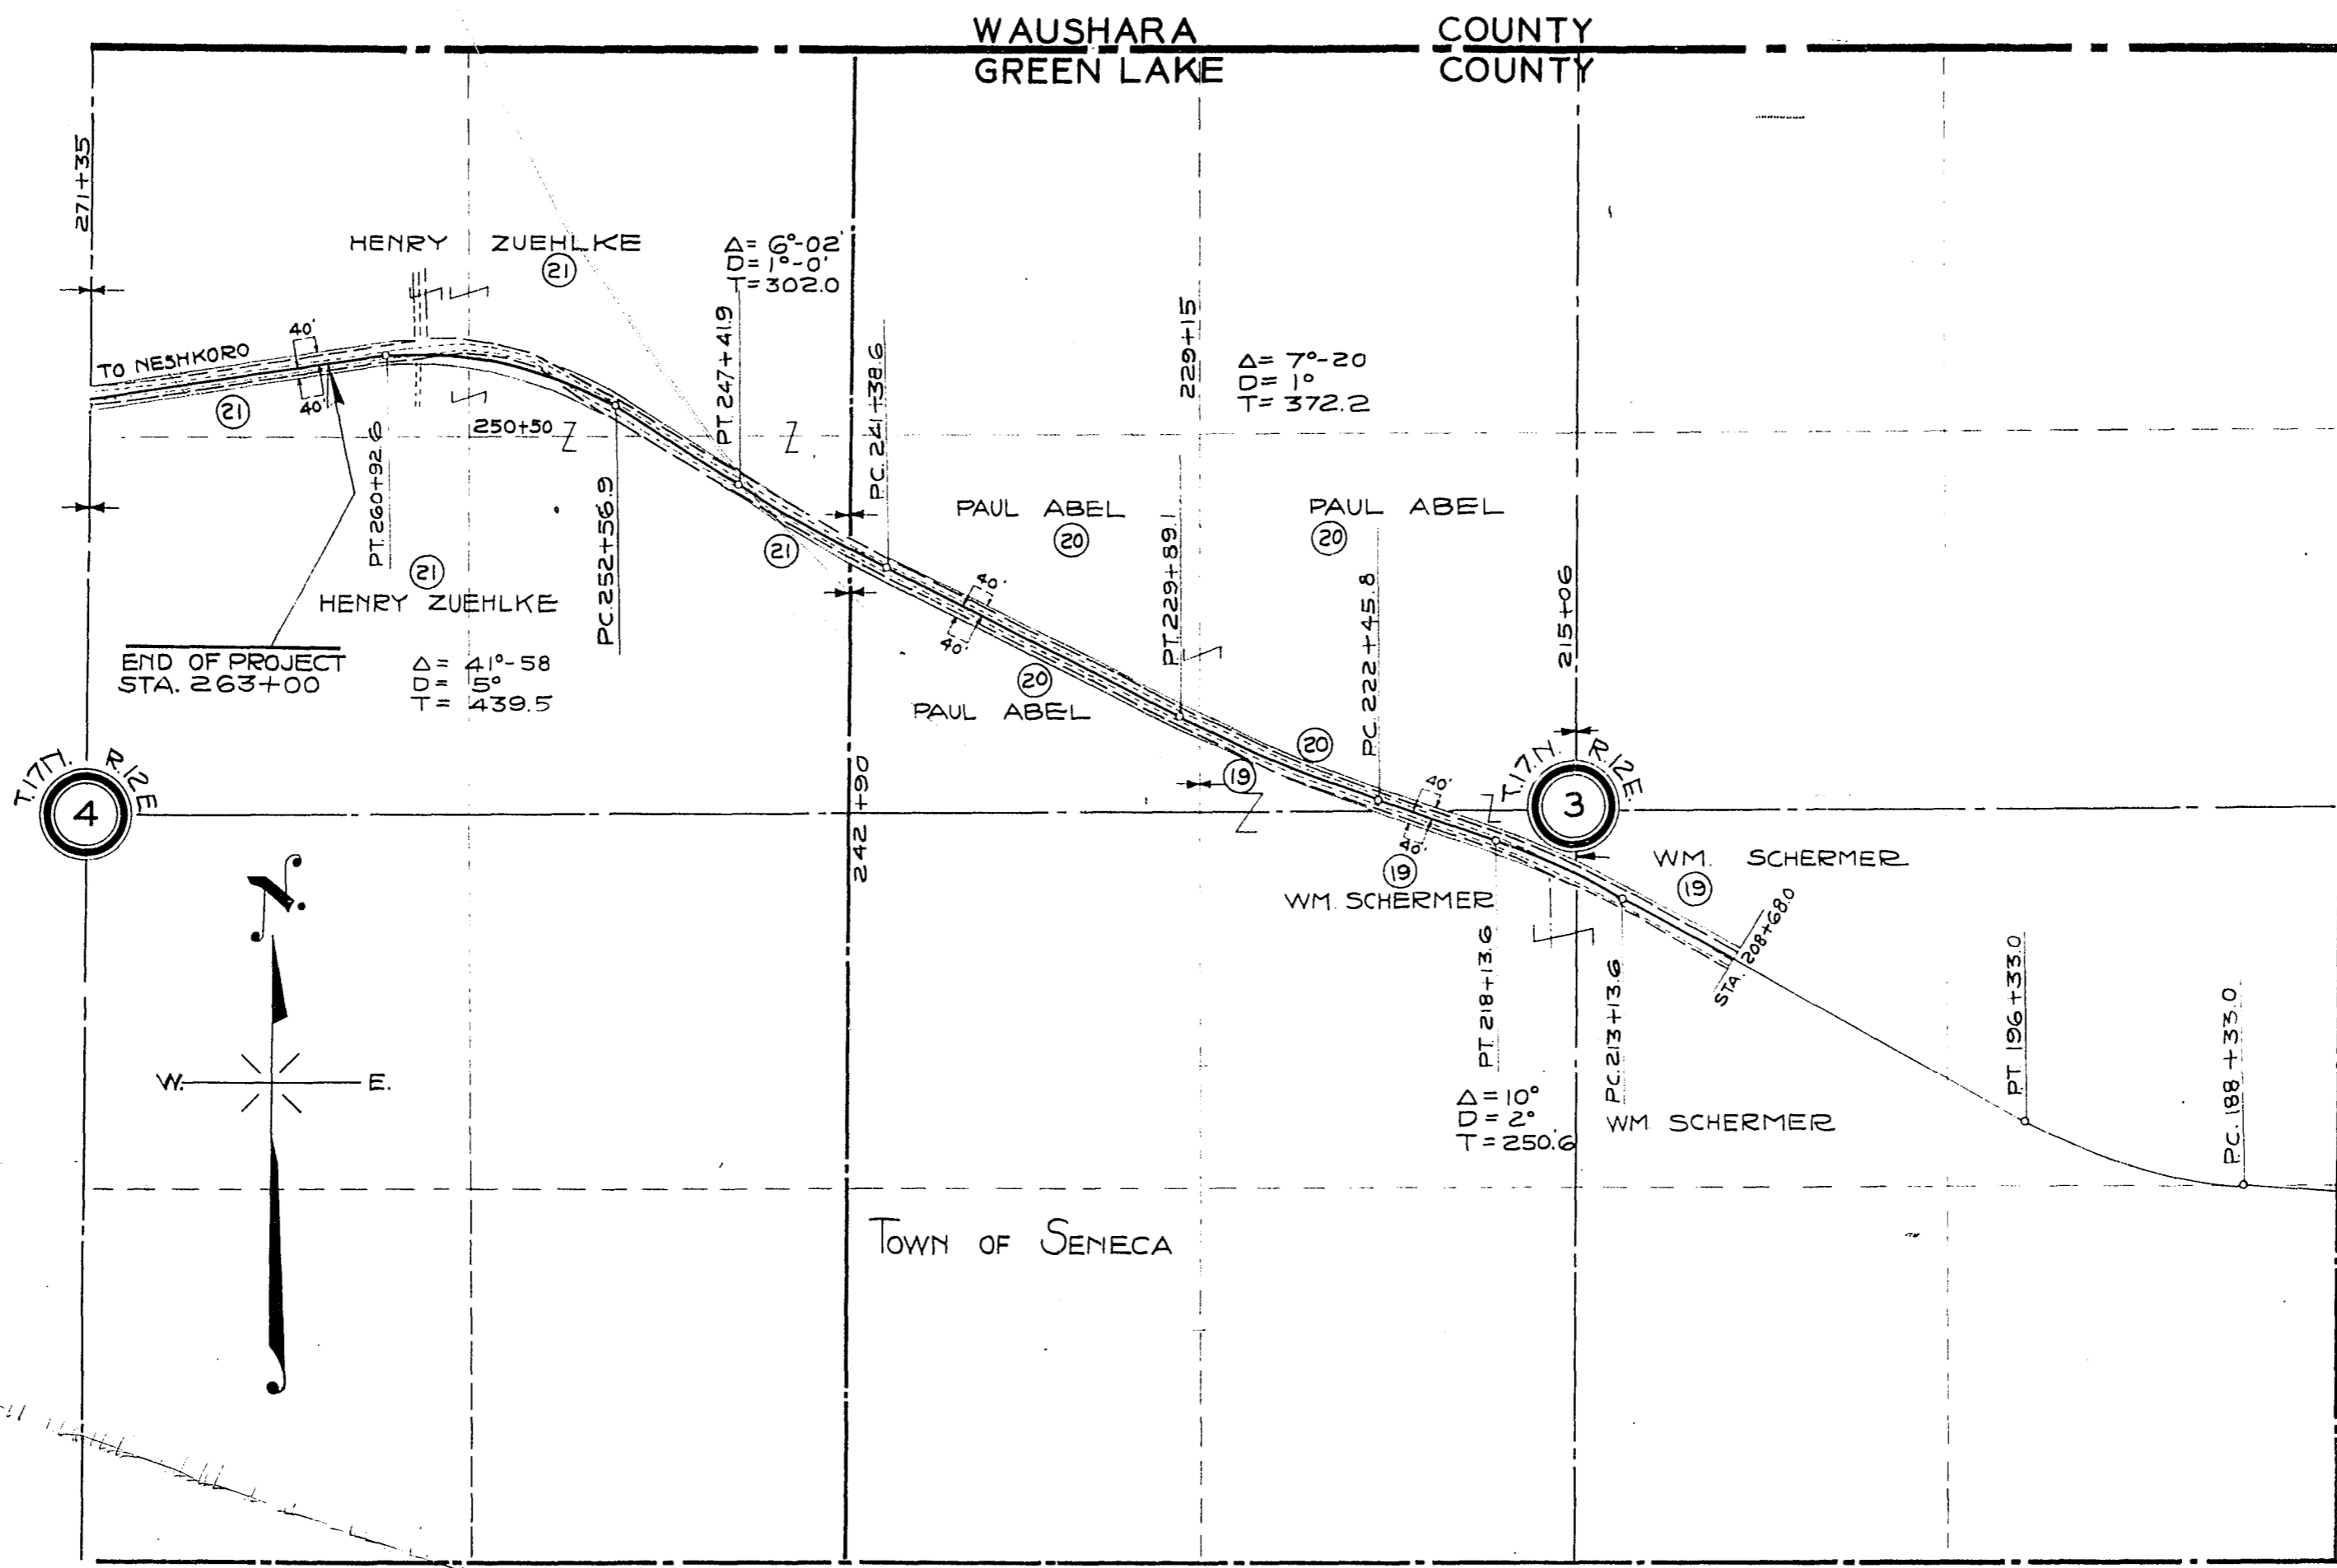 WAUSHARA COUNTY
GREEN LAKE COUNTY
271+35
HENRY ZUEHLKE
21
Δ= 6°-02'
D= 1°-0'
T=302.0
TO NESHKORO
40'
40'
21
250+50
PT. 260+92.6
PC. 252+56.9
PT 247+41.9
PC. 241+38.6
229+15
Δ= 7°-20
D= 1°
T= 372.2
21
HENRY ZUEHLKE
21
PAUL ABEL
20
PAUL ABEL
20
40'
40'
20
PAUL ABEL
PT. 229+89.1
PC. 222+45.8
215+06
END OF PROJECT
STA. 263+00
Δ= 41°-58
D= 5°
T= 439.5
T.17N. R.12E
4
242+90
20
19
40'
40'
T.17.N. R.12E.
3
19
WM. SCHERMER
WM. SCHERMER
19
STA. 208+68.0
PT. 218+13.6
PC. 213+13.6
PT. 196+33.0
PC. 188+33.0
N.
W. E.
Δ=10°
D=2°
T=250.6
WM SCHERMER
TOWN OF SENECA